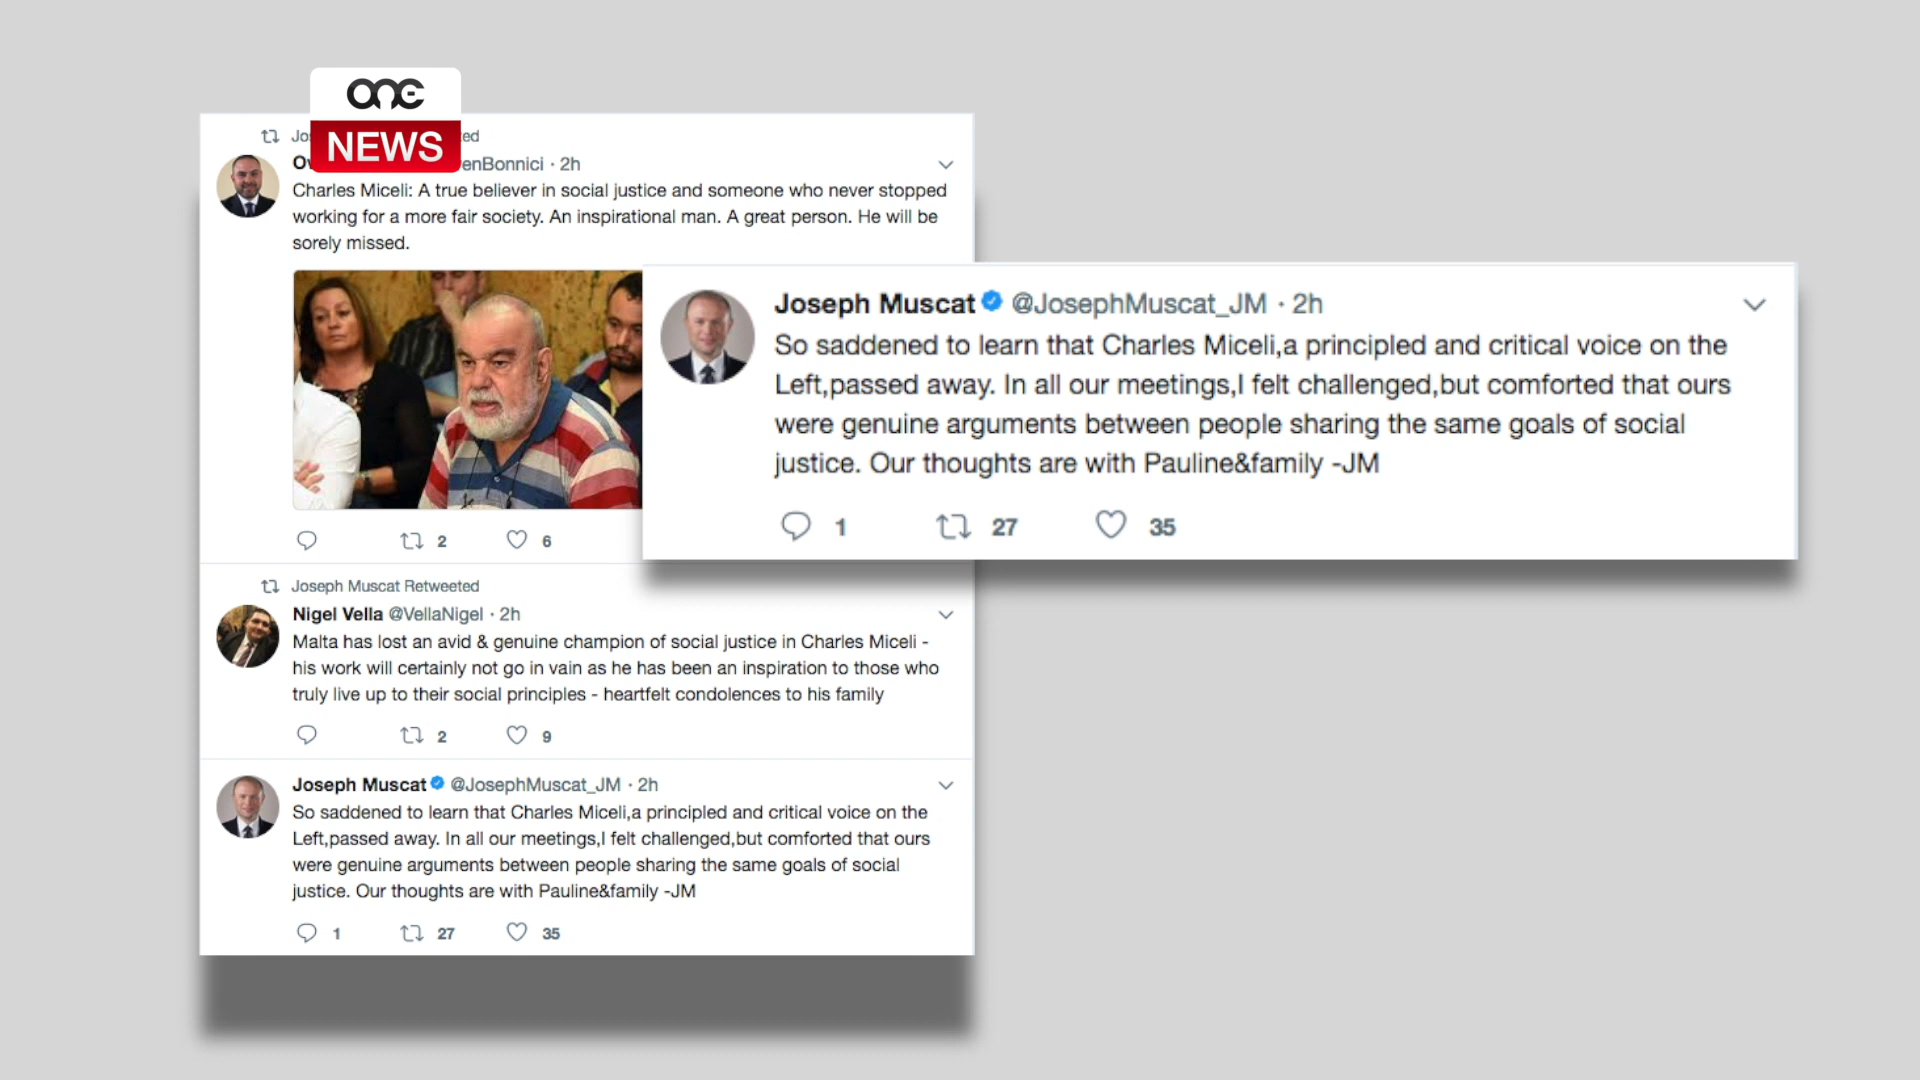 one
NEWS
Jo ed
Ov enBonnici · 2h
Charles Miceli: A true believer in social justice and someone who never stopped
working for a more fair society. An inspirational man. A great person. He will be
sorely missed.
2 6
Joseph Muscat @JosephMuscat_JM · 2h
So saddened to learn that Charles Miceli,a principled and critical voice on the
Left,passed away. In all our meetings,I felt challenged,but comforted that ours
were genuine arguments between people sharing the same goals of social
justice. Our thoughts are with Pauline&family -JM
1 27 35
Joseph Muscat Retweeted
Nigel Vella @VellaNigel · 2h
Malta has lost an avid & genuine champion of social justice in Charles Miceli -
his work will certainly not go in vain as he has been an inspiration to those who
truly live up to their social principles - heartfelt condolences to his family
2 9
Joseph Muscat @JosephMuscat_JM · 2h
So saddened to learn that Charles Miceli,a principled and critical voice on the
Left,passed away. In all our meetings,I felt challenged,but comforted that ours
were genuine arguments between people sharing the same goals of social
justice. Our thoughts are with Pauline&family -JM
1 27 35